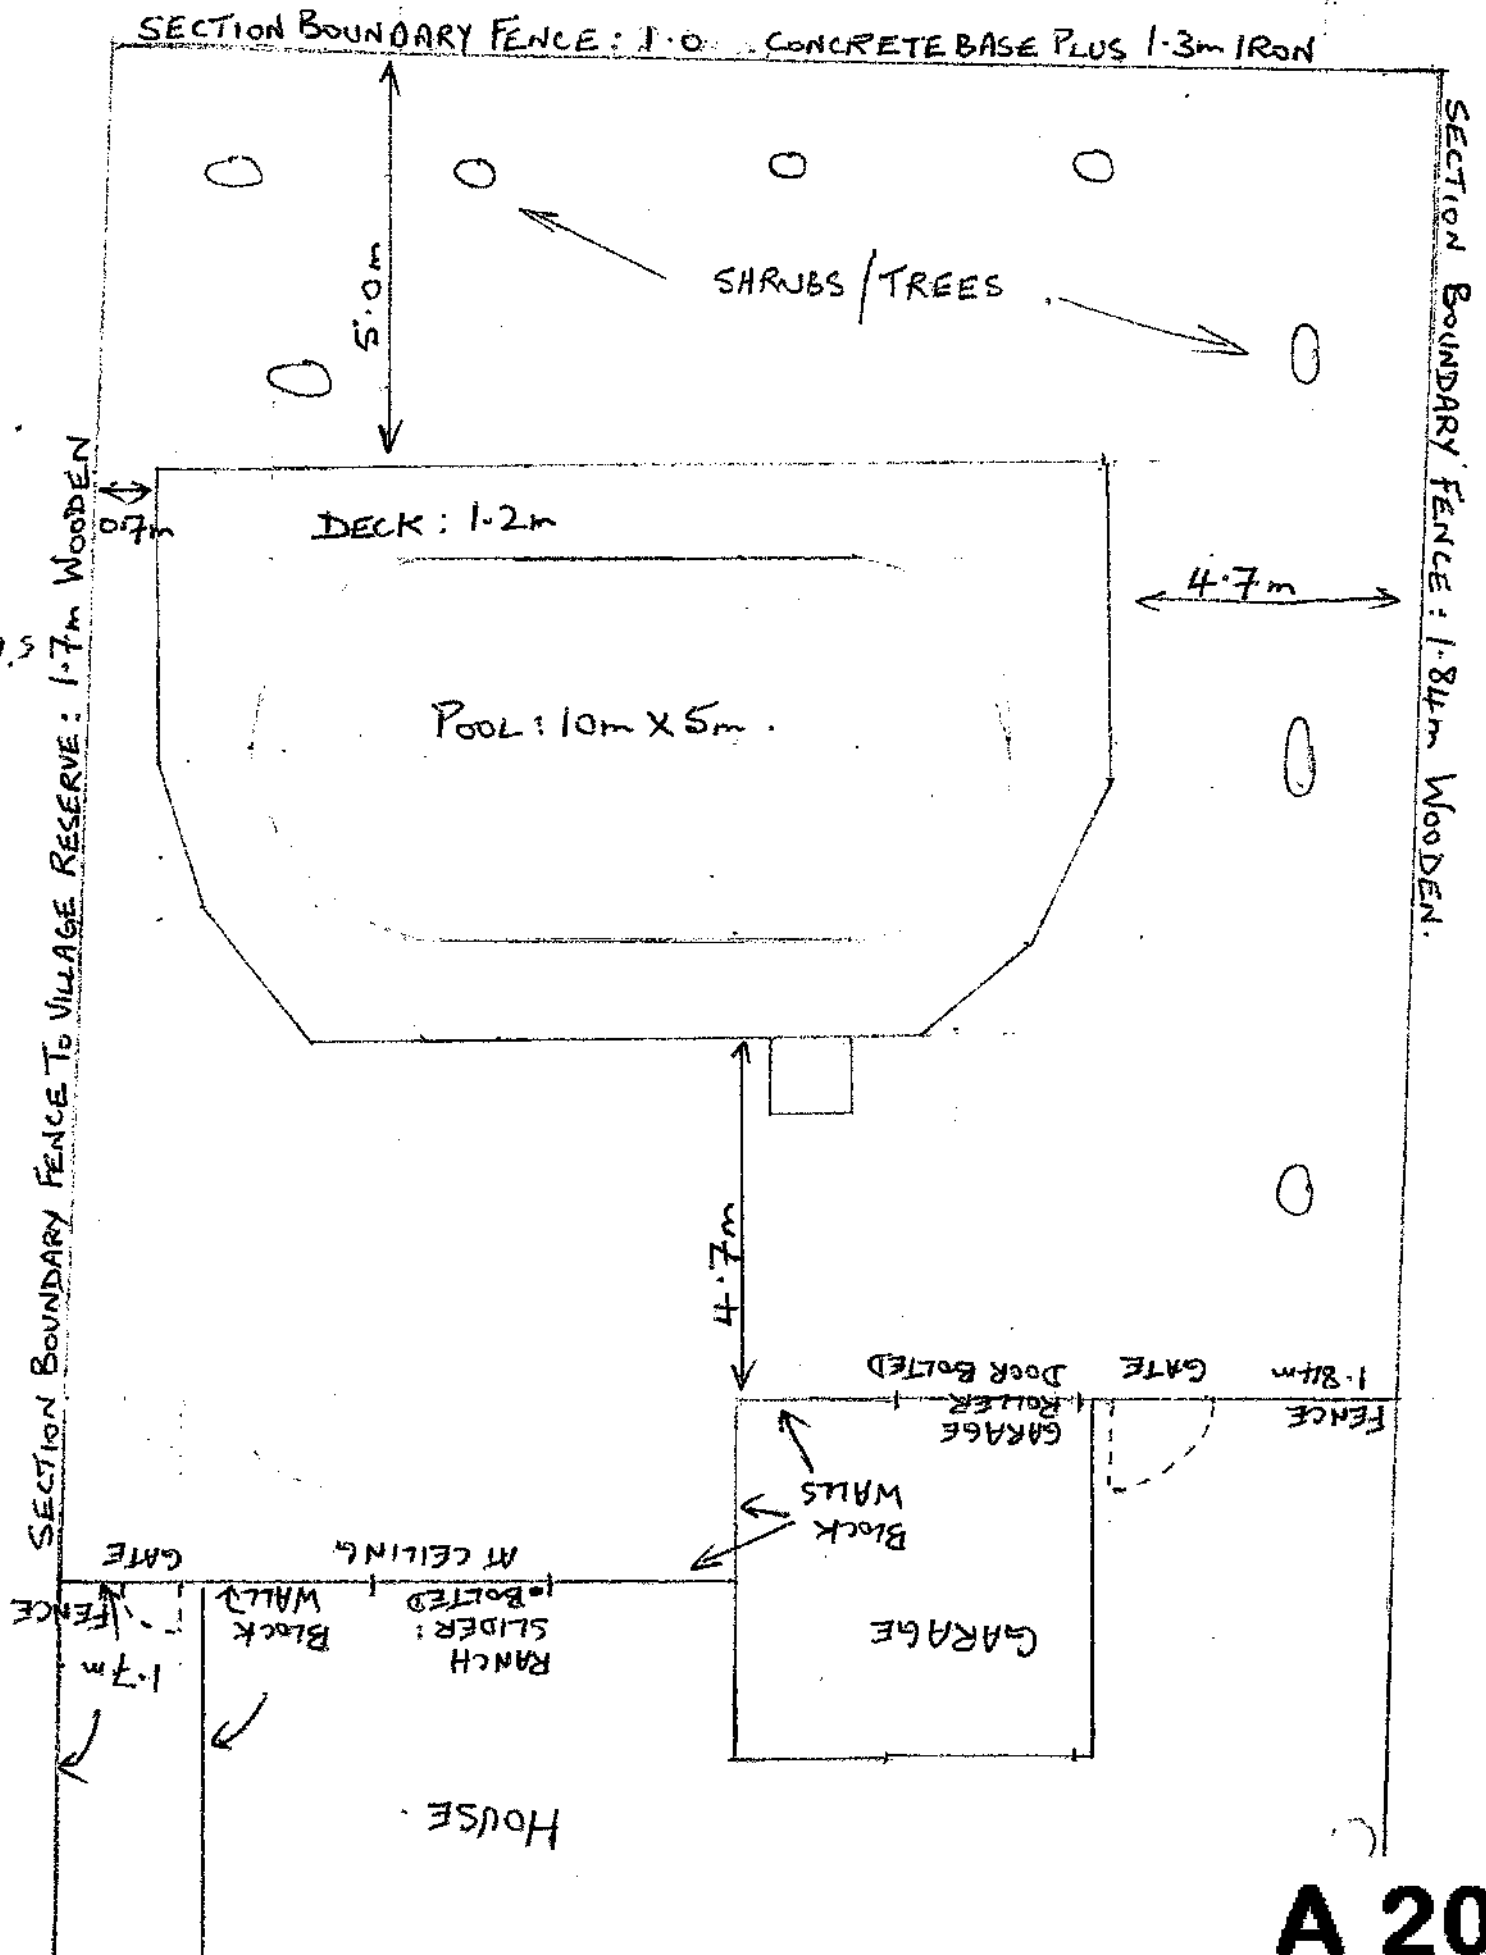 SECTION BOUNDARY FENCE: 1.0 CONCRETE BASE PLUS 1.3m IRON
SECTION BOUNDARY FENCE: 1.84m WOODEN.
5.0m
SHRUBS/TREES
SECTION BOUNDARY FENCE TO VILLAGE RESERVE: 1.7m WOODEN
0.7m
DECK: 1.2m
4.7m
POOL: 10m X 5m.
4.7m
GARAGE
ROLLER
DOOR BOLTED
GATE
1.84m
FENCE
BLOCK
WALLS
GATE
FENCE
1.7m
BLOCK
WALL
RANCH
SLIDER:
BOLTED
AT CEILING
GARAGE
HOUSE.
A 20